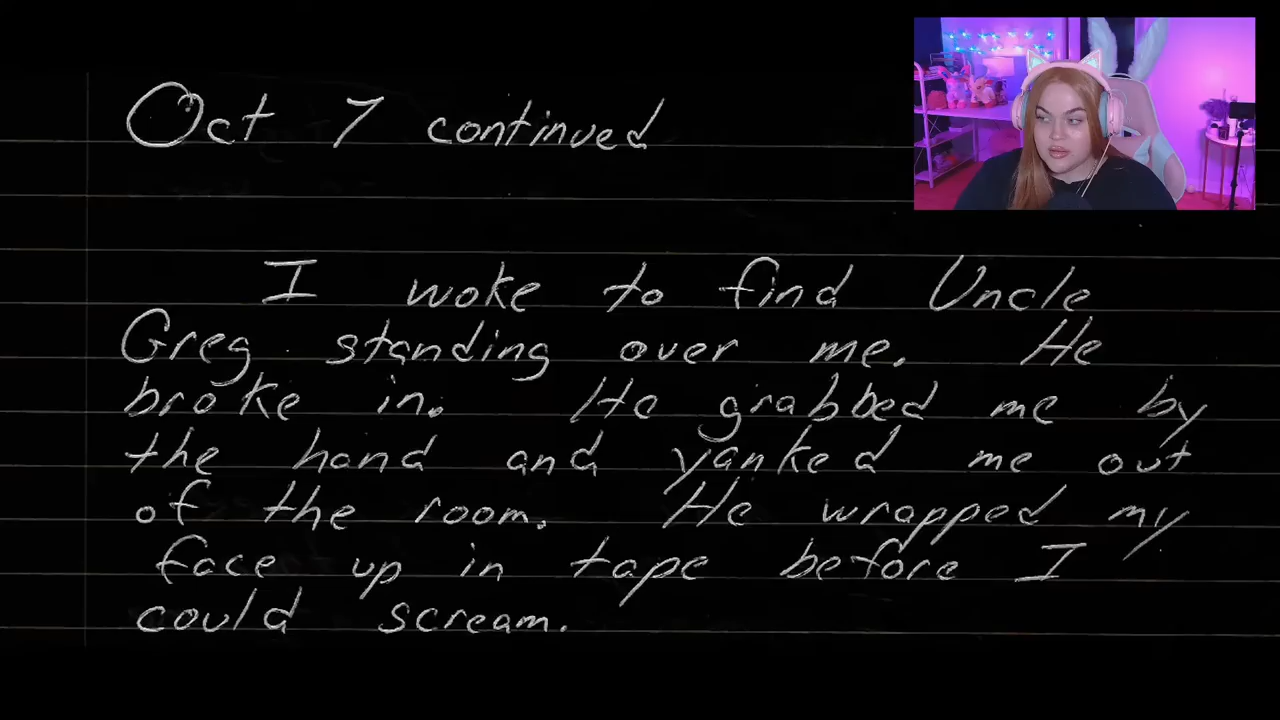 Oct 7 continued
I woke to find Uncle
Greg standing over me. He
broke in. He grabbed me by
the hand and yanked me out
of the room. He wrapped my
face up in tape before I
could scream.